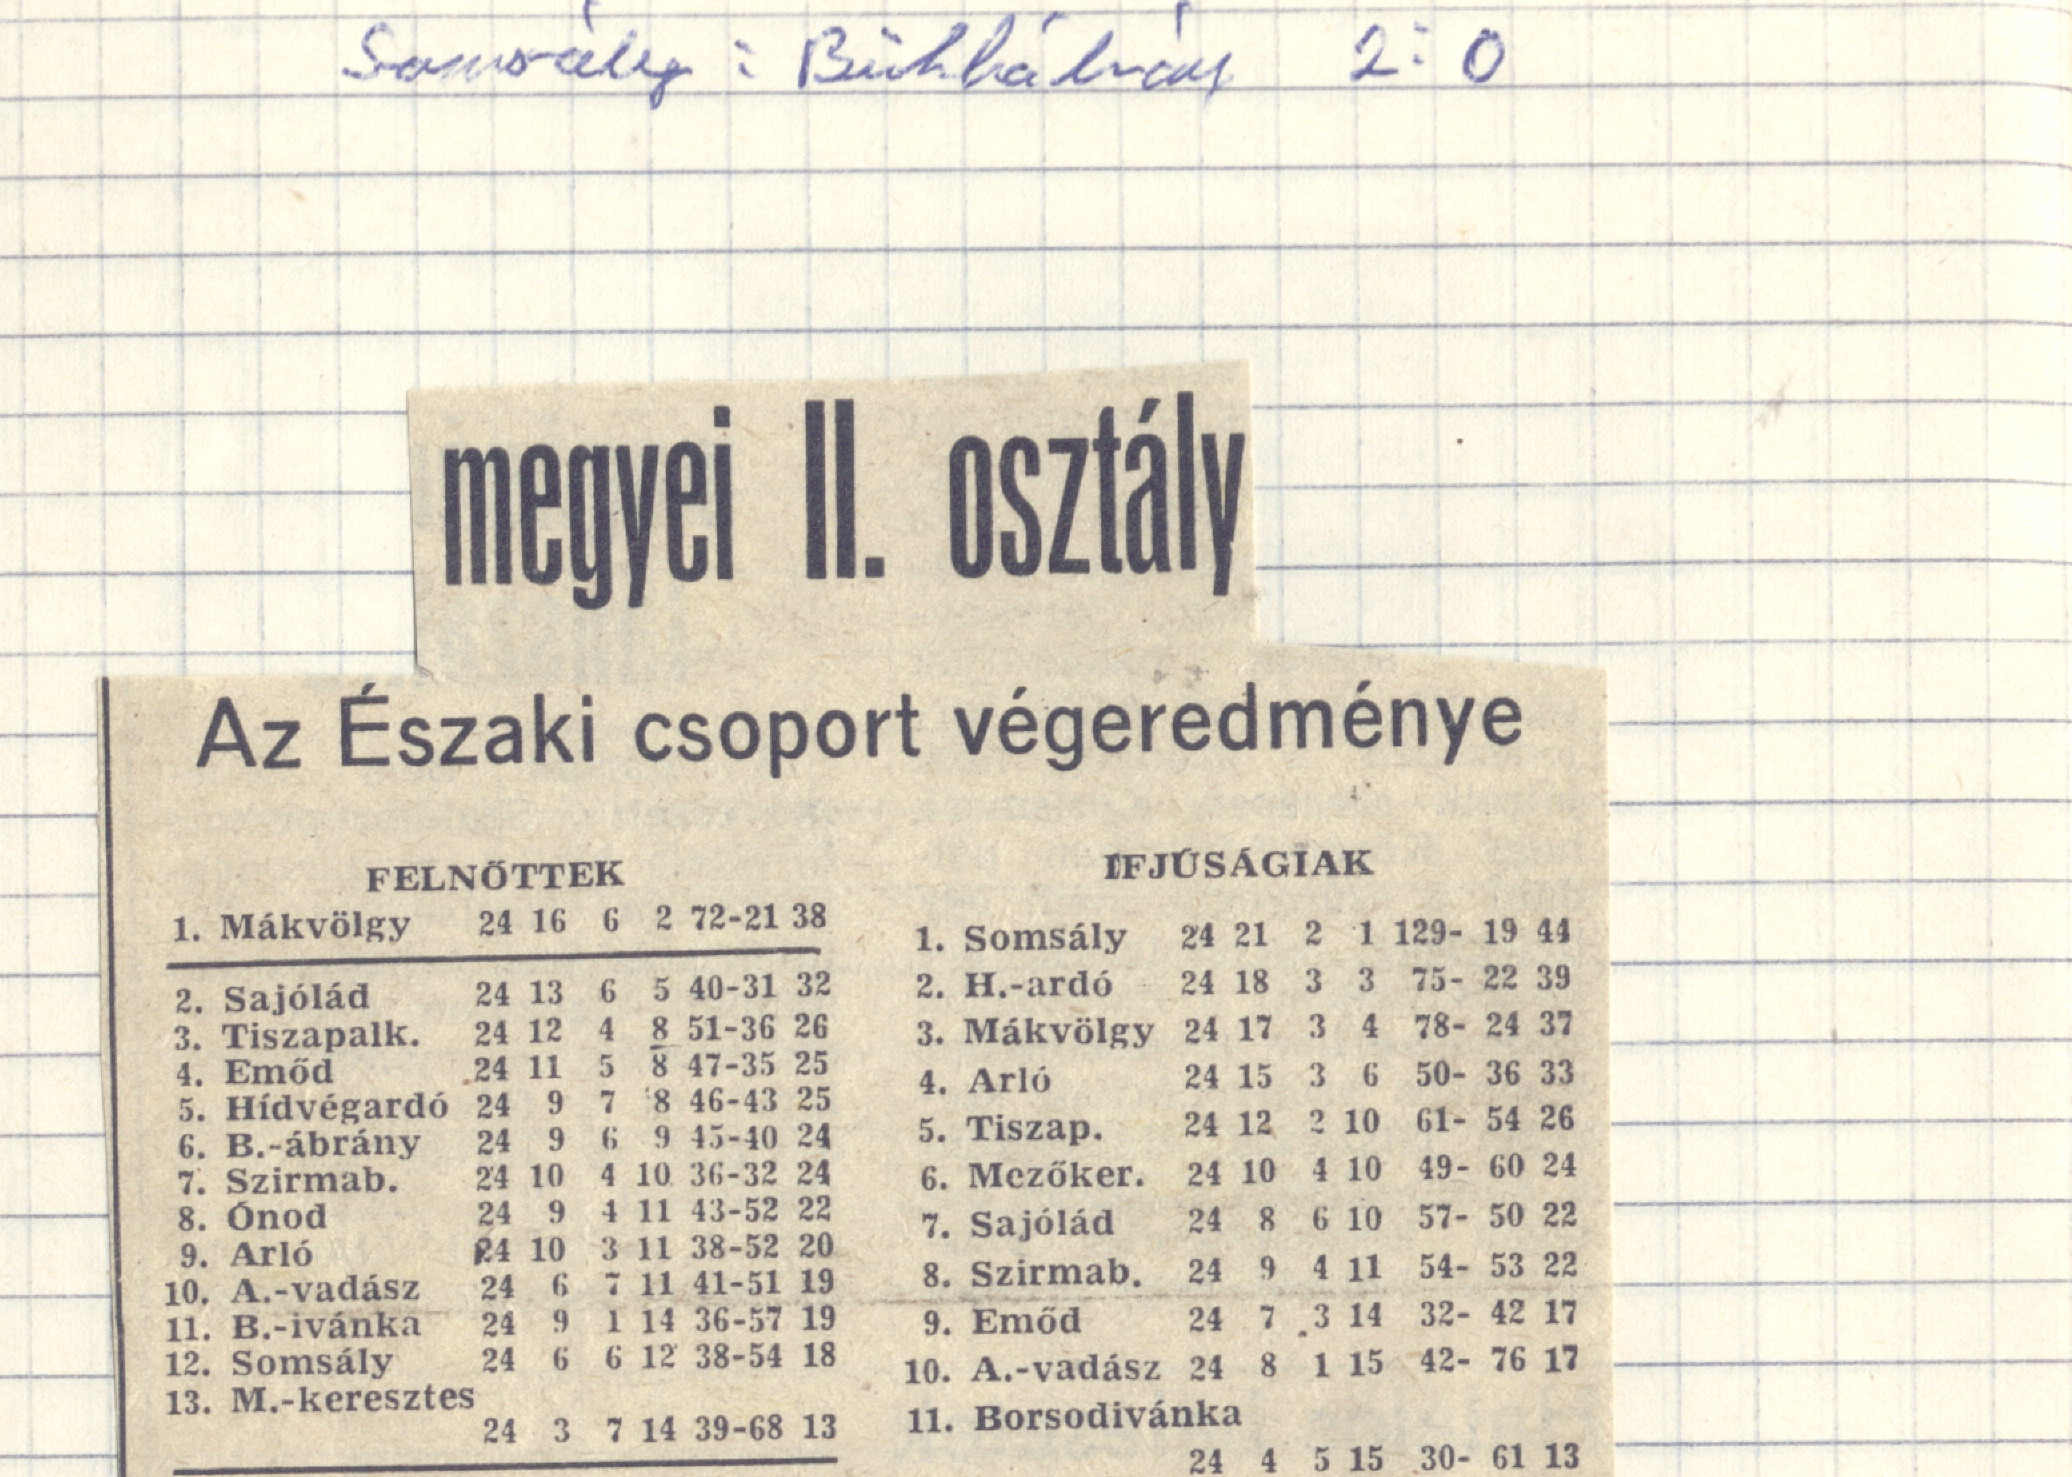 Somsály : Bükkábrány 2:0
megyei II. osztály
Az Északi csoport végeredménye
FELNŐTTEK
1. Mákvölgy 24 16 6 2 72-21 38
2. Sajólád 24 13 6 5 40-31 32
3. Tiszapalk. 24 12 4 8 51-36 26
4. Emőd 24 11 5 8 47-35 25
5. Hídvégardó 24 9 7 8 46-43 25
6. B.-ábrány 24 9 6 9 45-40 24
7. Szirmab. 24 10 4 10 36-32 24
8. Ónod 24 9 4 11 43-52 22
9. Arló 24 10 3 11 38-52 20
10. A.-vadász 24 6 7 11 41-51 19
11. B.-ivánka 24 9 1 14 36-57 19
12. Somsály 24 6 6 12 38-54 18
13. M.-keresztes
24 3 7 14 39-68 13
IFJÚSÁGIAK
1. Somsály 24 21 2 1 129- 19 44
2. H.-ardó 24 18 3 3 75- 22 39
3. Mákvölgy 24 17 3 4 78- 24 37
4. Arló 24 15 3 6 50- 36 33
5. Tiszap. 24 12 2 10 61- 54 26
6. Mezőker. 24 10 4 10 49- 60 24
7. Sajólád 24 8 6 10 57- 50 22
8. Szirmab. 24 9 4 11 54- 53 22
9. Emőd 24 7 3 14 32- 42 17
10. A.-vadász 24 8 1 15 42- 76 17
11. Borsodivánka
24 4 5 15 30- 61 13